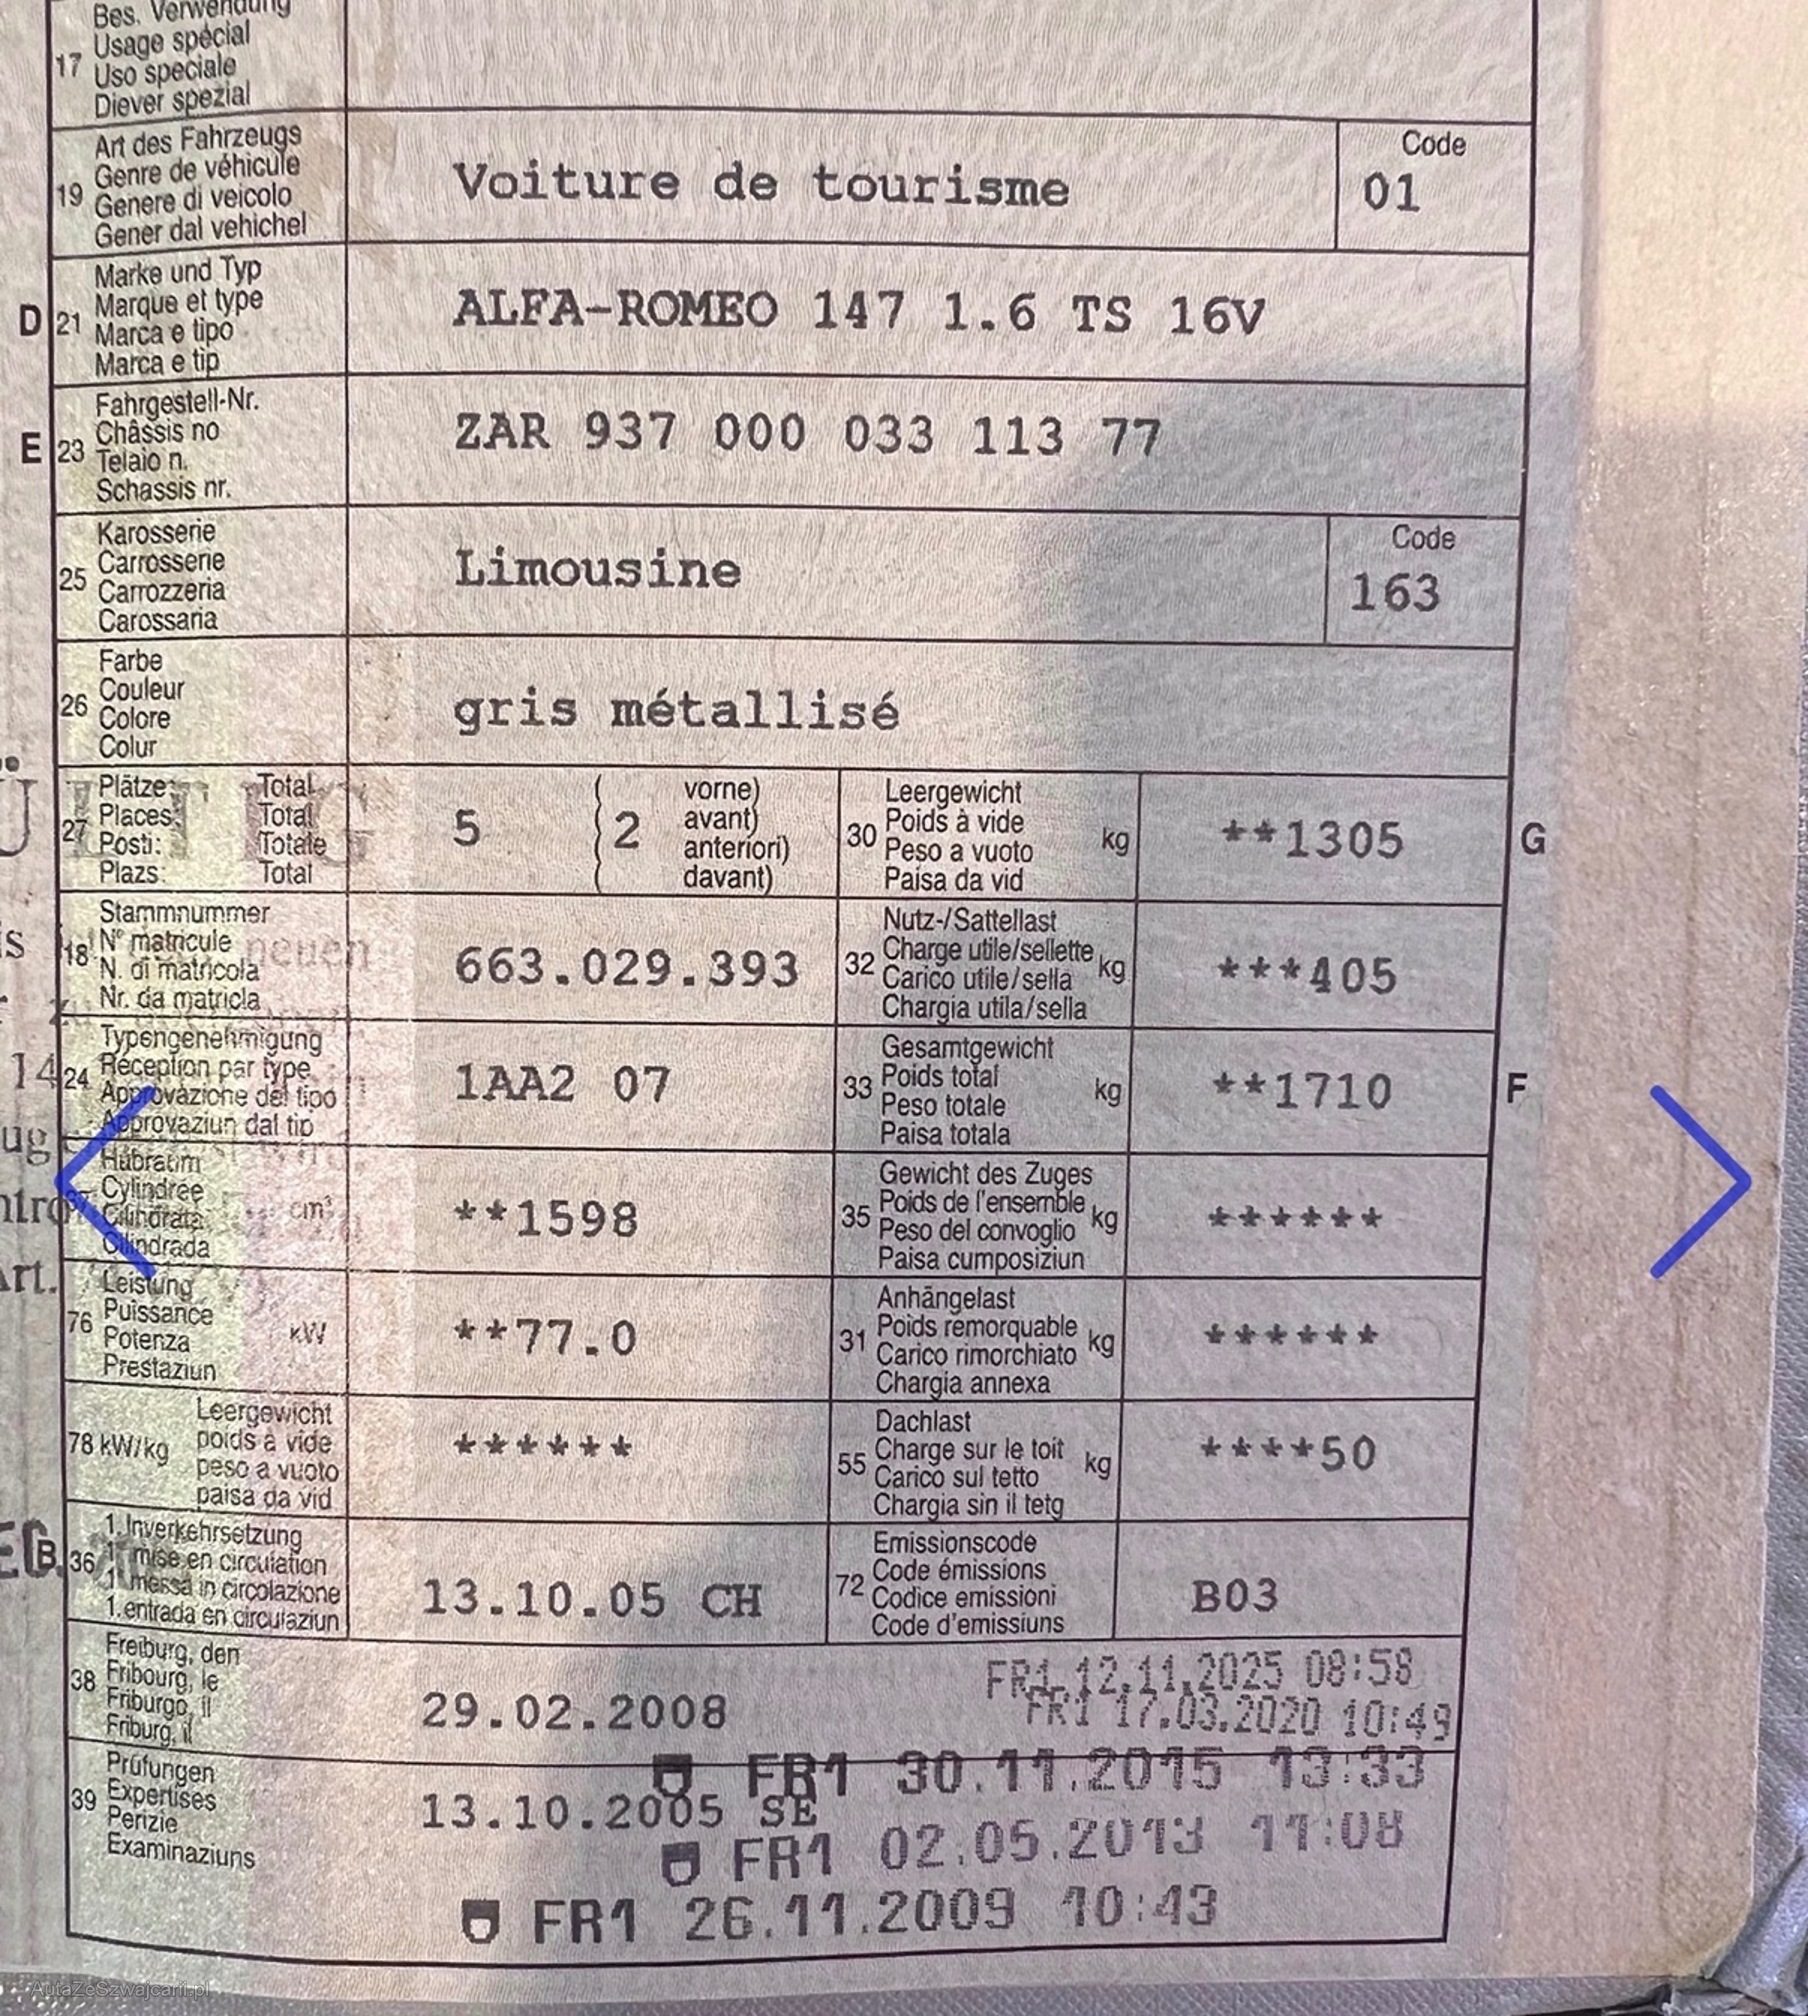 Bes. Verwendung
17 Usage spécial
Uso speciale
Diever spezial
Art des Fahrzeugs
19 Genre de véhicule
Genere di veicolo
Gener dal vehichel
Voiture de tourisme
Code
01
D 21 Marke und Typ
Marque et type
Marca e tipo
Marca e tip
ALFA-ROMEO 147 1.6 TS 16V
E 23 Fahrgestell-Nr.
Châssis no
Telaio n.
Schassis nr.
ZAR 937 000 033 113 77
25 Karosserie
Carrosserie
Carrozzeria
Carossaria
Limousine
Code
163
26 Farbe
Couleur
Colore
Colur
gris métallisé
27 Plätze: Total
Places: Total
Posti: Totale
Plazs: Total
5 ( 2 vorne)
avant)
anteriori)
davant)
30 Leergewicht
Poids à vide
Peso a vuoto
Paisa da vid
kg
**1305
G
18 Stammnummer
N° matricule
N. di matricola
Nr. da matricla
neuen
663.029.393
32 Nutz-/Sattellast
Charge utile/sellette
Carico utile/sella
Chargia utila/sella
kg
***405
24 Typengenehmigung
Réception par type
Approvazione del tipo
Approvaziun dal tip
1AA2 07
33 Gesamtgewicht
Poids total
Peso totale
Paisa totala
kg
**1710
F
Hubraum
Cylindrée
Cilindrata
Cilindrada
cm³
**1598
35 Gewicht des Zuges
Poids de l'ensemble
Peso del convoglio
Paisa cumposiziun
kg
******
76 Leistung
Puissance
Potenza
Prestaziun
kW
**77.0
31 Anhängelast
Poids remorquable
Carico rimorchiato
Chargia annexa
kg
******
78 kW/kg Leergewicht
poids à vide
peso a vuoto
paisa da vid
******
55 Dachlast
Charge sur le toit
Carico sul tetto
Chargia sin il tetg
kg
****50
B 36 1. Inverkehrsetzung
1. mise en circulation
1. messa in circolazione
1. entrada en circulaziun
13.10.05 CH
72 Emissionscode
Code émissions
Codice emissioni
Code d'emissiuns
B03
38 Freiburg, den
Fribourg, le
Friburgo, il
Friburg, il
29.02.2008
FR1 12.11.2025 08:58
FR1 17.03.2020 10:49
39 Prüfungen
Expertises
Perizie
Examinaziuns
FR1 30.11.2015 13:33
13.10.2005 SE
FR1 02.05.2013 11:08
FR1 26.11.2009 10:43
AutaZeSzwajcarii.pl